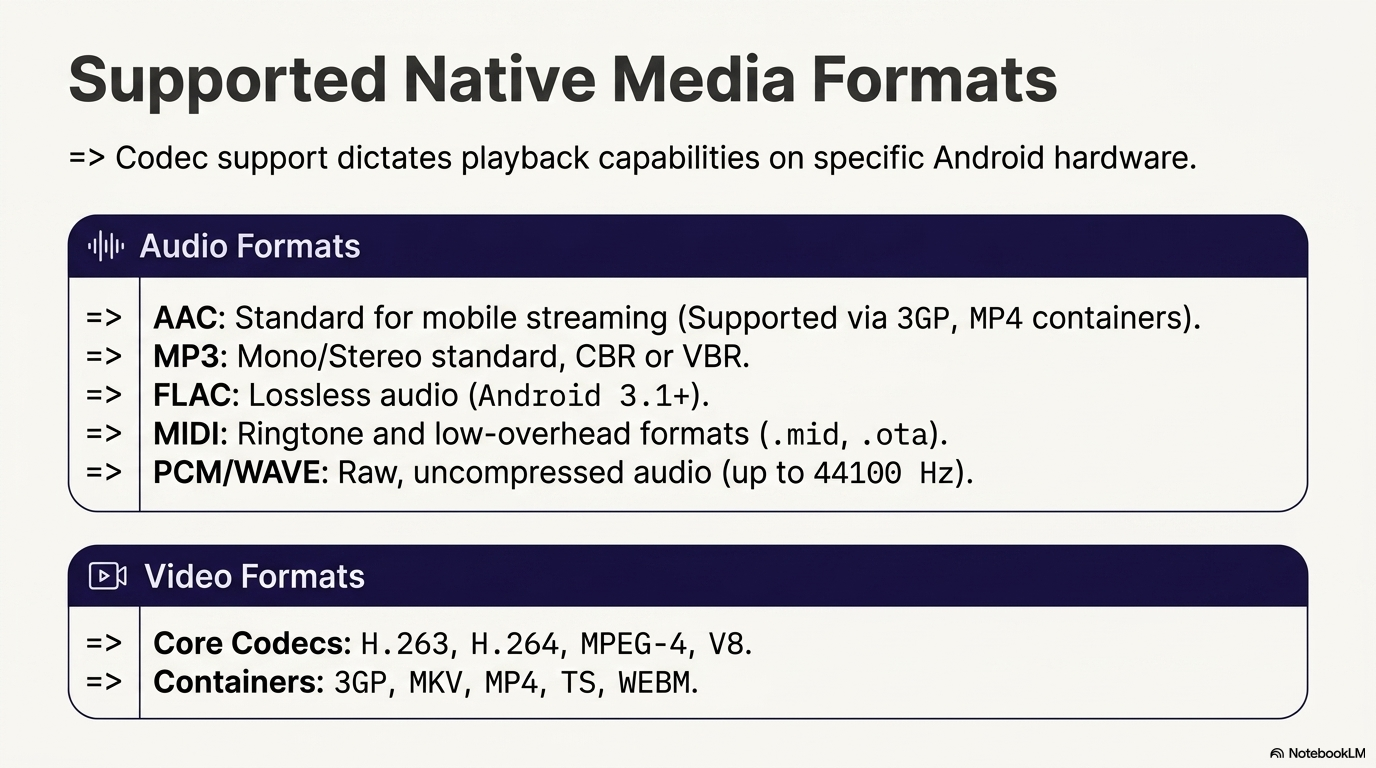 Supported Native Media Formats
=> Codec support dictates playback capabilities on specific Android hardware.
Audio Formats
=> AAC: Standard for mobile streaming (Supported via 3GP, MP4 containers).
=> MP3: Mono/Stereo standard, CBR or VBR.
=> FLAC: Lossless audio (Android 3.1+).
=> MIDI: Ringtone and low-overhead formats (.mid, .ota).
=> PCM/WAVE: Raw, uncompressed audio (up to 44100 Hz).
Video Formats
=> Core Codecs: H.263, H.264, MPEG-4, V8.
=> Containers: 3GP, MKV, MP4, TS, WEBM.
NotebookLM